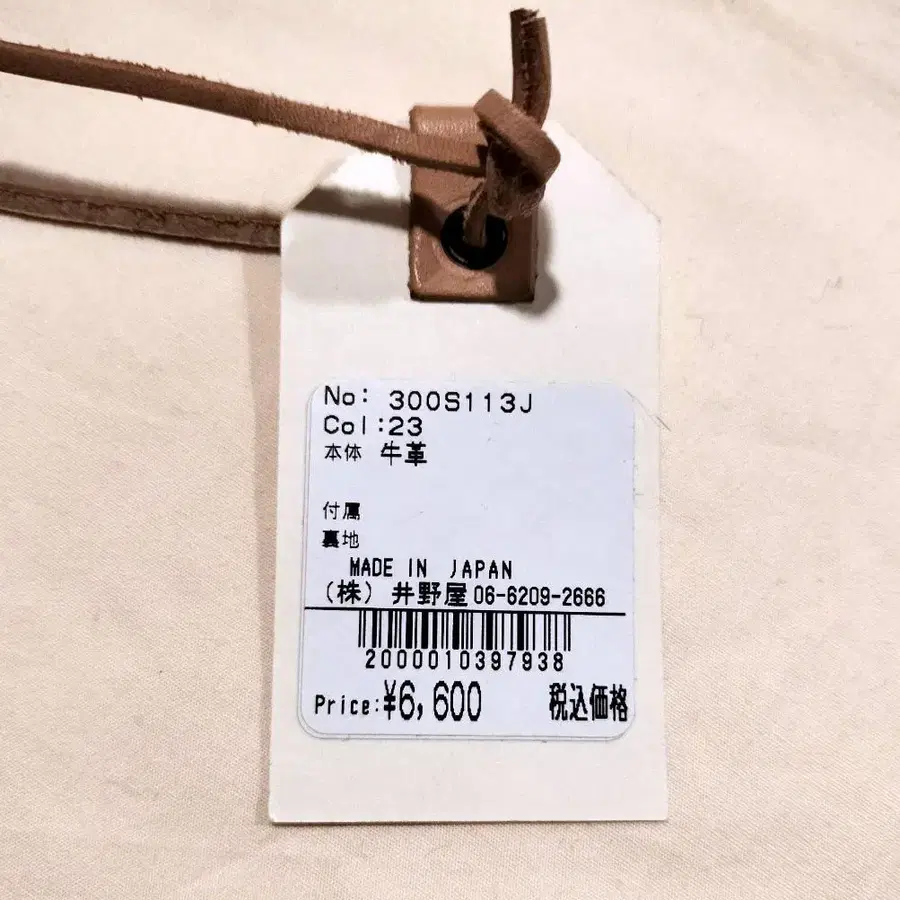 No: 300S113J
Col:23
本体 牛革
付属
裏地
MADE IN JAPAN
(株) 井野屋 06-6209-2666
2000010397938
Price:¥6,600 税込価格